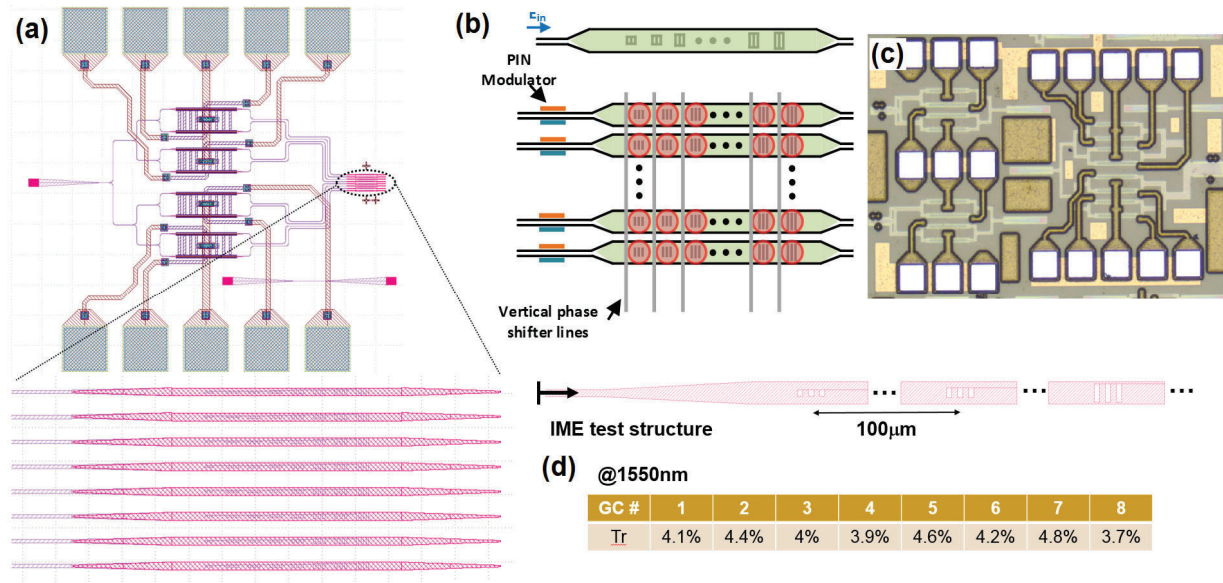 (a)
(b)
E_in
PIN
Modulator
Vertical phase
shifter lines
(c)
IME test structure
100μm
(d)
@1550nm
GC # 1 2 3 4 5 6 7 8
Tr 4.1% 4.4% 4% 3.9% 4.6% 4.2% 4.8% 3.7%